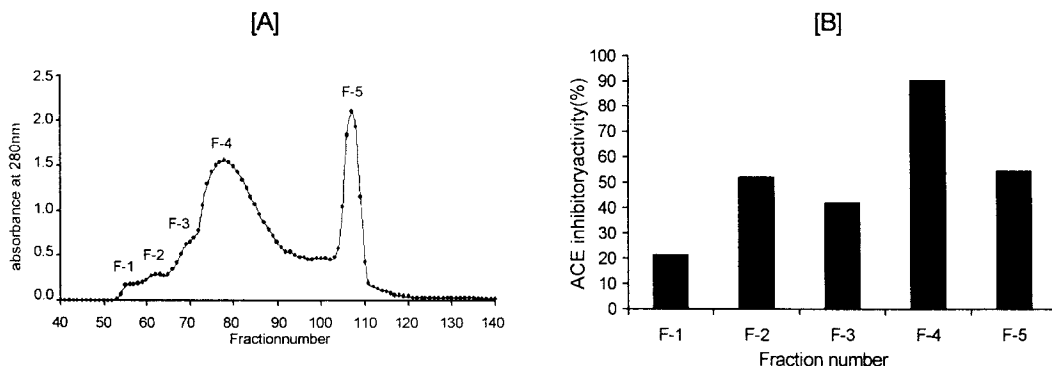 [A]
2.5
2.0
1.5
1.0
0.5
0.0
absorbance at 280nm
F-1
F-2
F-3
F-4
F-5
40 50 60 70 80 90 100 110 120 130 140
Fractionnumber
[B]
100
90
80
70
60
50
40
30
20
10
0
ACE inhibitoryactivity(%)
F-1 F-2 F-3 F-4 F-5
Fraction number